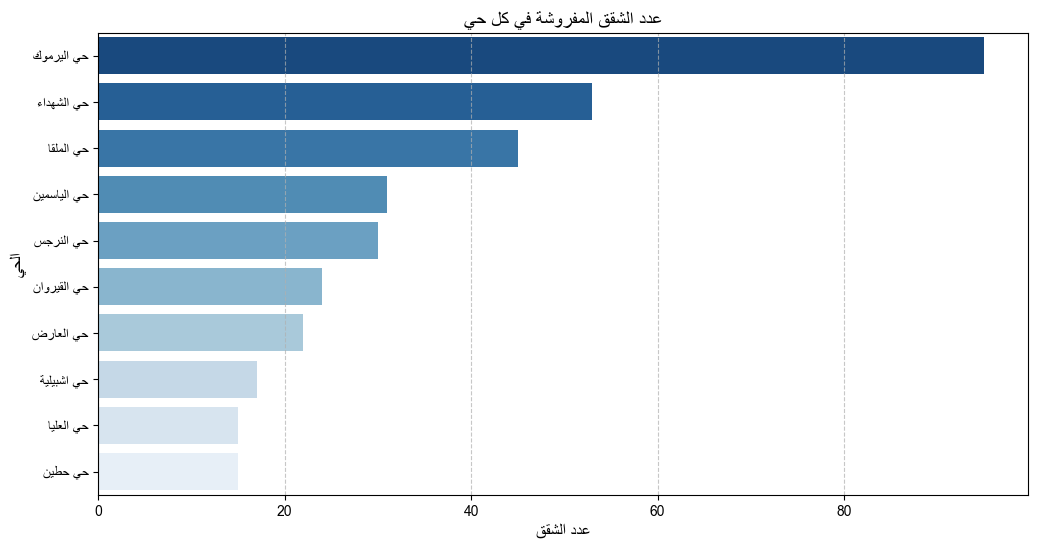 عدد الشقق المفروشة في كل حي
حي اليرموك
حي الشهداء
حي الملقا
حي الياسمين
حي النرجس
حي القيروان
حي العارض
حي اشبيلية
حي العليا
حي حطين
الحي
0 20 40 60 80
عدد الشقق